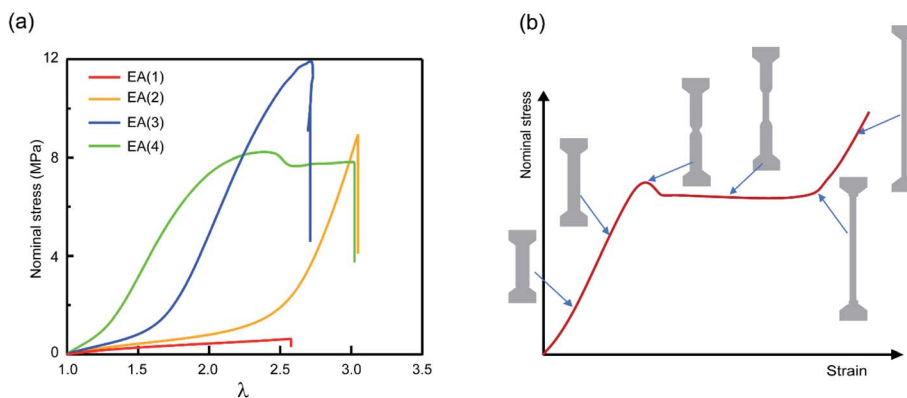 (a)
12
8
4
0
Nominal stress (MPa)
EA(1)
EA(2)
EA(3)
EA(4)
1.0 1.5 2.0 2.5 3.0 3.5
λ
(b)
Nominal stress
Strain